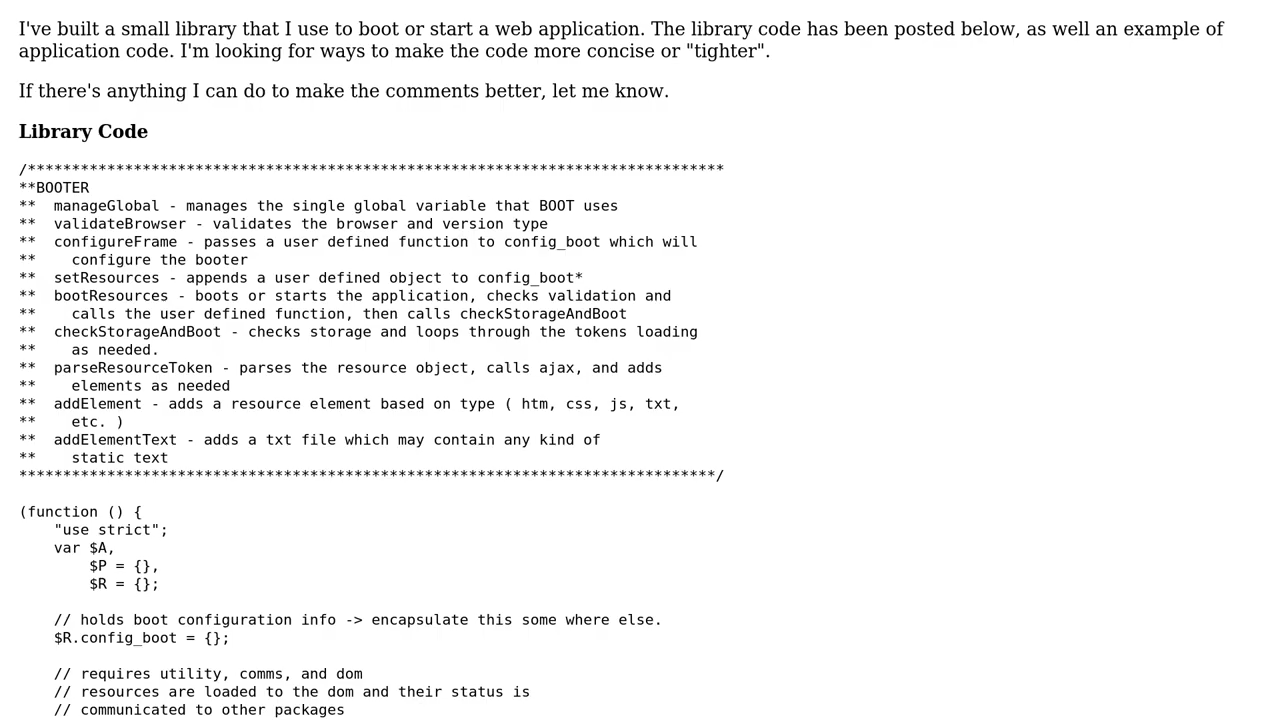 I've built a small library that I use to boot or start a web application. The library code has been posted below, as well an example of
application code. I'm looking for ways to make the code more concise or "tighter".
If there's anything I can do to make the comments better, let me know.
Library Code
/*******************************************************************************
**BOOTER
**  manageGlobal - manages the single global variable that BOOT uses
**  validateBrowser - validates the browser and version type
**  configureFrame - passes a user defined function to config_boot which will
**    configure the booter
**  setResources - appends a user defined object to config_boot*
**  bootResources - boots or starts the application, checks validation and
**    calls the user defined function, then calls checkStorageAndBoot
**  checkStorageAndBoot - checks storage and loops through the tokens loading
**    as needed.
**  parseResourceToken - parses the resource object, calls ajax, and adds
**    elements as needed
**  addElement - adds a resource element based on type ( htm, css, js, txt,
**    etc. )
**  addElementText - adds a txt file which may contain any kind of
**    static text
*******************************************************************************/
(function () {
    "use strict";
    var $A,
        $P = {},
        $R = {};
    // holds boot configuration info -> encapsulate this some where else.
    $R.config_boot = {};
    // requires utility, comms, and dom
    // resources are loaded to the dom and their status is
    // communicated to other packages